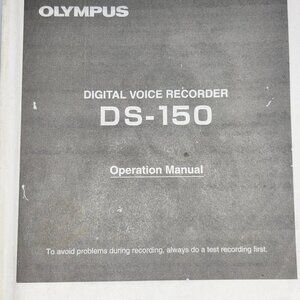 OLYMPUS
DIGITAL VOICE RECORDER
DS-150
Operation Manual
To avoid problems during recording, always do a test recording first.